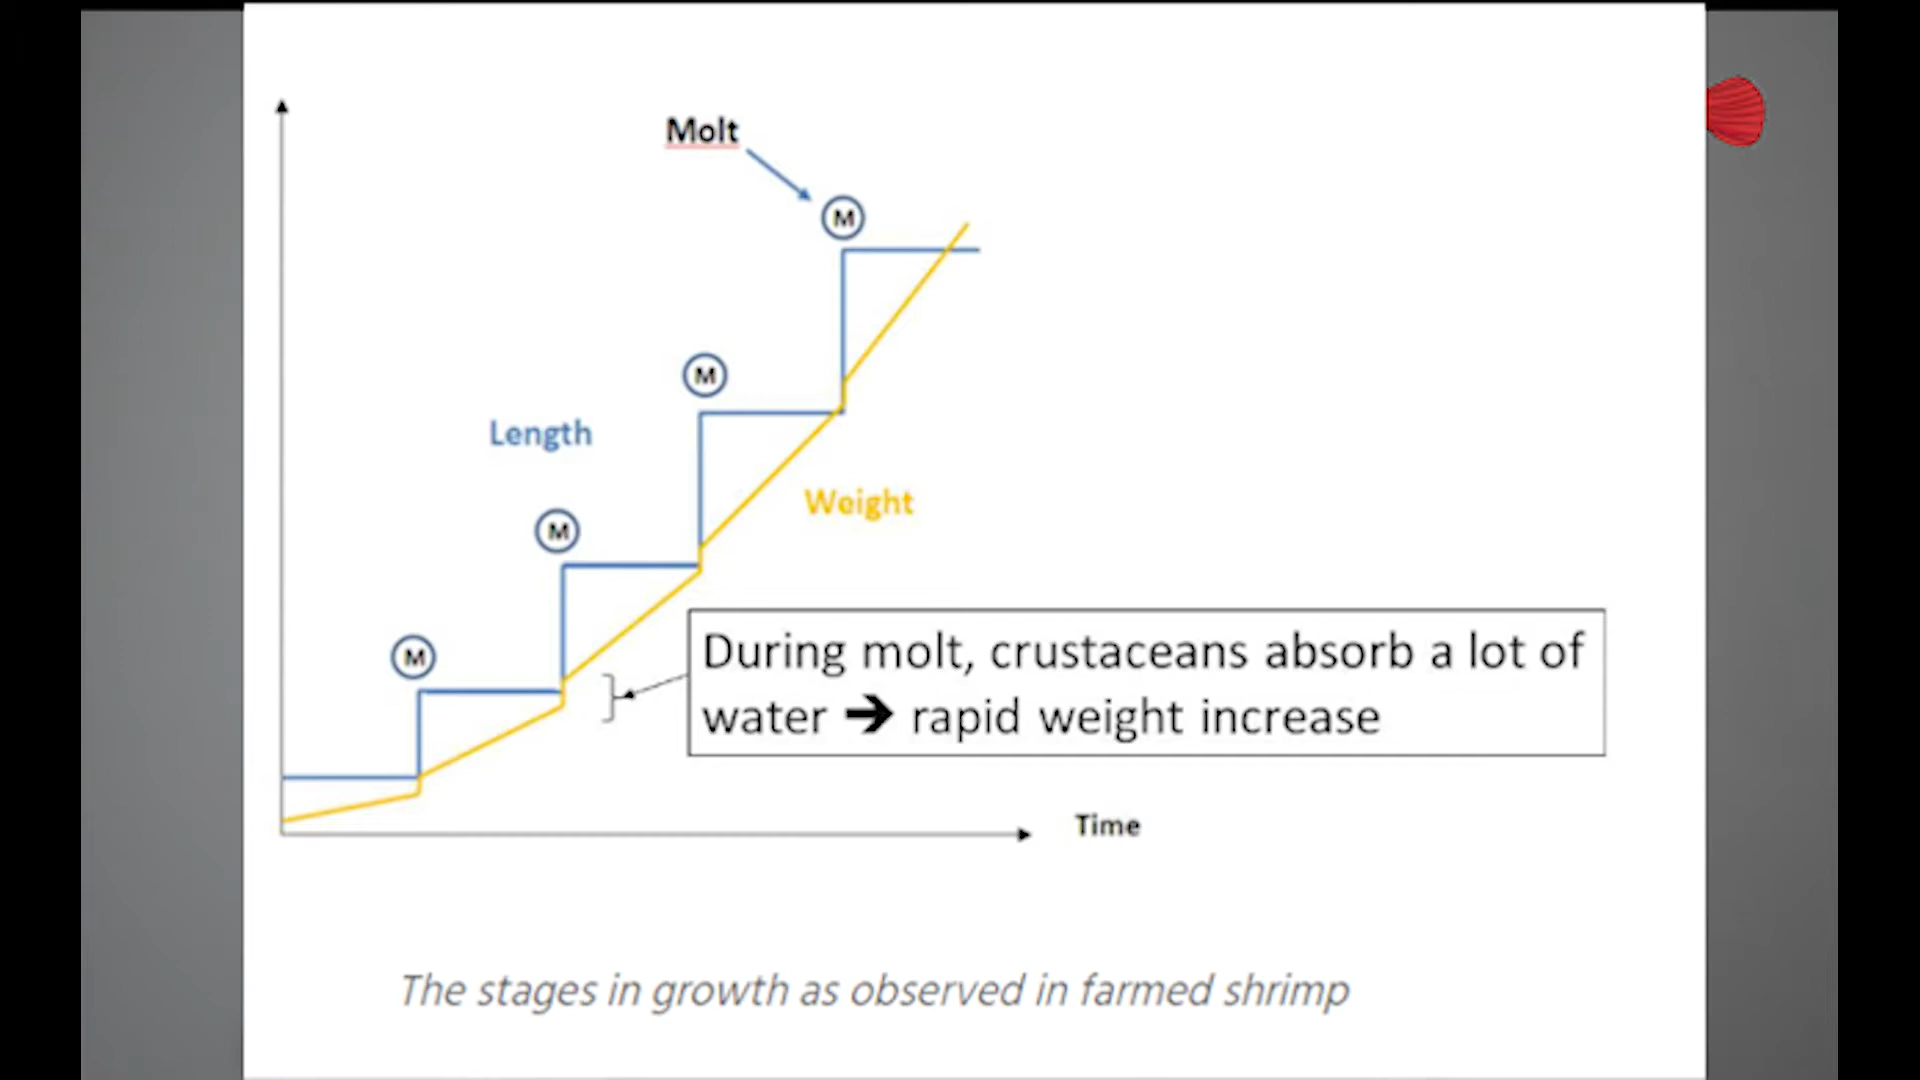 Molt
M
M
Length
Weight
M
During molt, crustaceans absorb a lot of
water ➔ rapid weight increase
M
Time
The stages in growth as observed in farmed shrimp